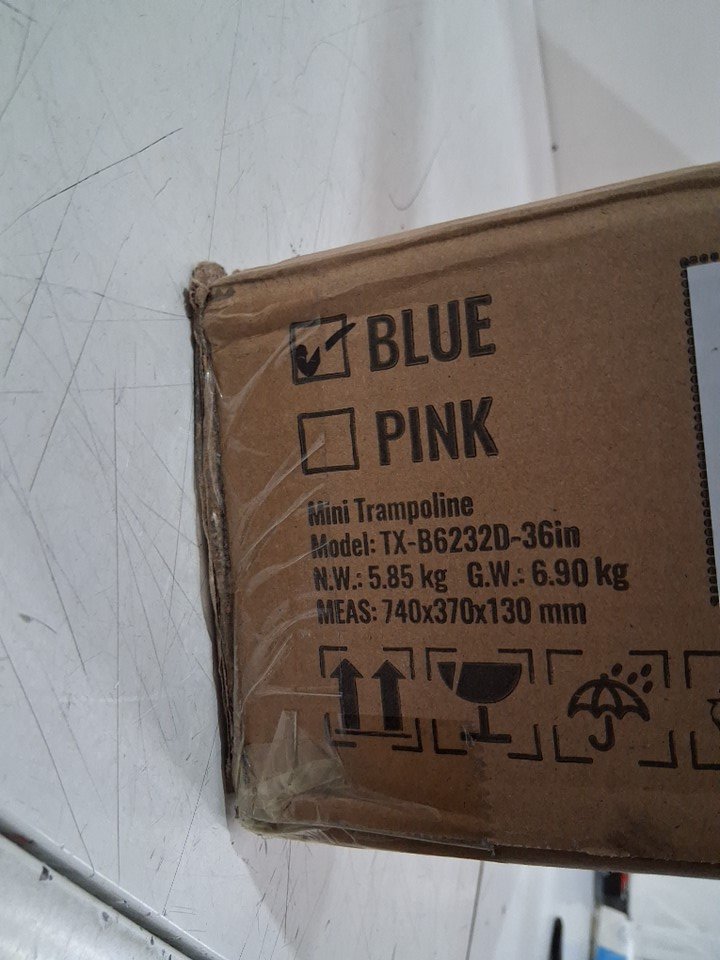 BLUE
PINK
Mini Trampoline
Model: TX-B6232D-36in
N.W.: 5.85 kg G.W.: 6.90 kg
MEAS: 740x370x130 mm